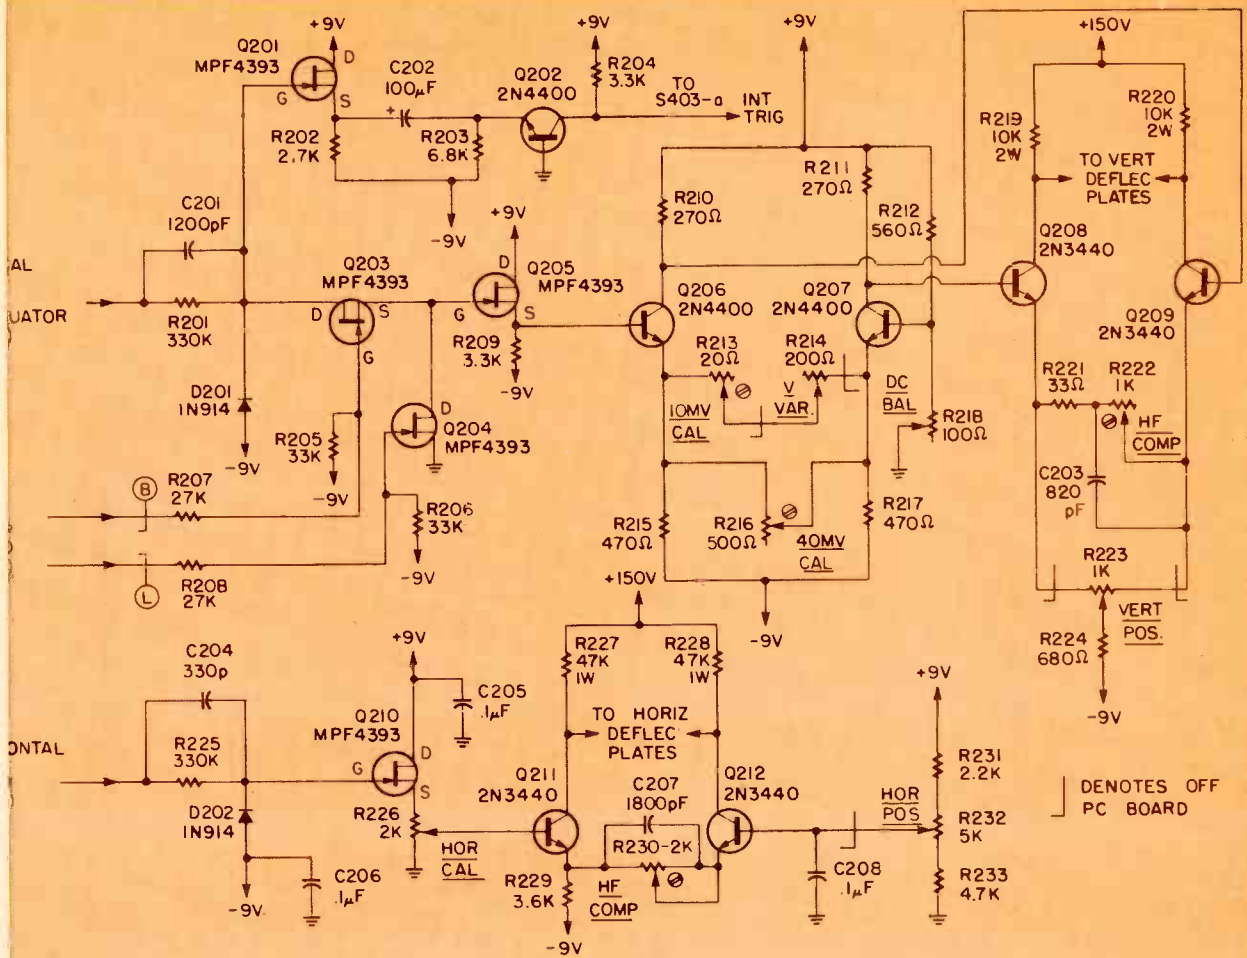 +9V
Q201
MPF4393
D
G
S
C202
100μF
+
Q202
2N4400
+9V
R204
3.3K
TO
S403-a
INT
TRIG
R202
2.7K
R203
6.8K
-9V
+9V
R210
270Ω
R211
270Ω
R212
560Ω
+150V
R219
10K
2W
R220
10K
2W
TO VERT
DEFLEC
PLATES
C201
1200pF
AL
UATOR
R201
330K
D201
1N914
-9V
Q203
MPF4393
D
S
G
+9V
D
Q205
MPF4393
G
S
R209
3.3K
-9V
D
Q204
MPF4393
R205
33K
-9V
R206
33K
-9V
B
R207
27K
L
R208
27K
Q206
2N4400
Q207
2N4400
R213
20Ω
R214
200Ω
10MV
CAL
V
VAR.
DC
BAL
R218
100Ω
R215
470Ω
R216
500Ω
40MV
CAL
R217
470Ω
-9V
Q208
2N3440
Q209
2N3440
R221
33Ω
R222
1K
HF
COMP
C203
820
pF
R223
1K
VERT
POS.
R224
680Ω
-9V
C204
330p
ONTAL
R225
330K
D202
1N914
-9V
C206
.1μF
+9V
C205
.1μF
Q210
MPF4393
D
G
S
R226
2K
HOR
CAL
+150V
R227
47K
1W
R228
47K
1W
TO HORIZ
DEFLEC
PLATES
Q211
2N3440
C207
1800pF
Q212
2N3440
R230-2K
R229
3.6K
HF
COMP
-9V
C208
.1μF
HOR
POS
+9V
R231
2.2K
R232
5K
R233
4.7K
DENOTES OFF
PC BOARD